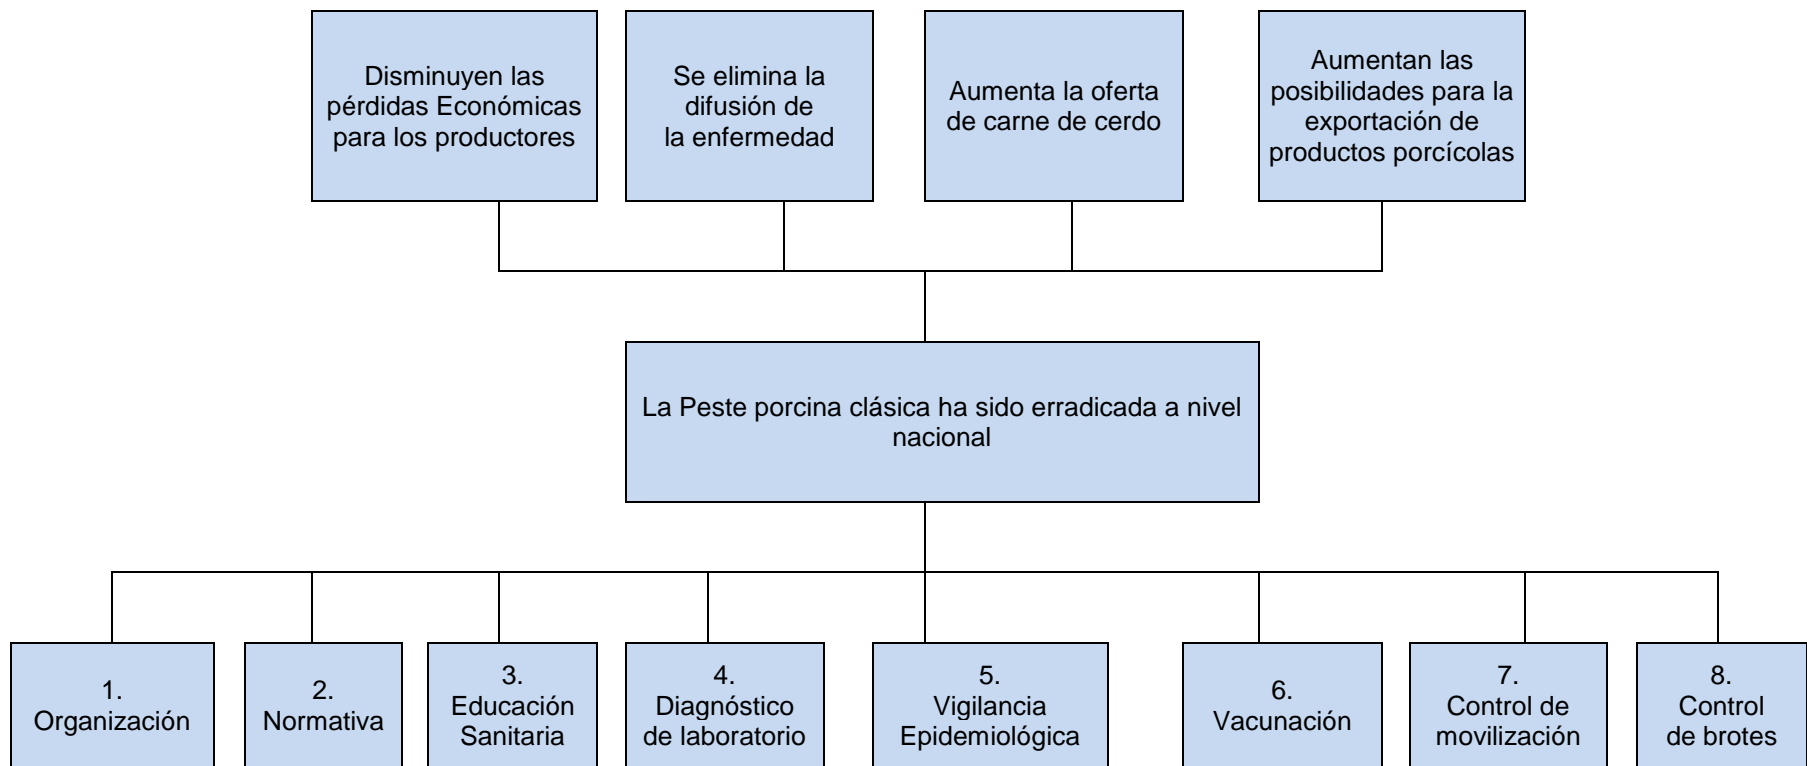 Disminuyen las
pérdidas Económicas
para los productores
Se elimina la
difusión de
la enfermedad
Aumenta la oferta
de carne de cerdo
Aumentan las
posibilidades para la
exportación de
productos porcícolas
La Peste porcina clásica ha sido erradicada a nivel
nacional
1.
Organización
2.
Normativa
3.
Educación
Sanitaria
4.
Diagnóstico
de laboratorio
5.
Vigilancia
Epidemiológica
6.
Vacunación
7.
Control de
movilización
8.
Control
de brotes